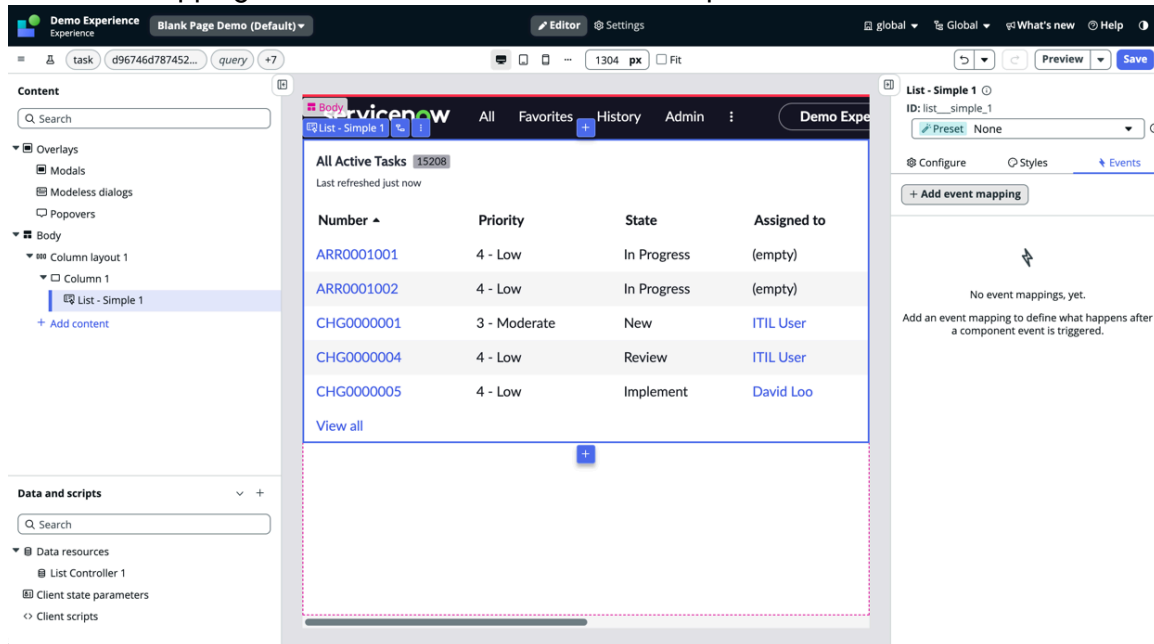 Demo Experience
Experience
Blank Page Demo (Default)
Editor
Settings
global
Global
What's new
Help
task
d96746d787452...
query
+7
1304 px
Fit
Preview
Save
Content
Search
Overlays
Modals
Modeless dialogs
Popovers
Body
Column layout 1
Column 1
List - Simple 1
+ Add content
Data and scripts
Search
Data resources
List Controller 1
Client state parameters
Client scripts
Body
servicenow
All
Favorites
History
Admin
Demo Expe
List - Simple 1
All Active Tasks 15208
Last refreshed just now
Number Priority State Assigned to
ARR0001001 4 - Low In Progress (empty)
ARR0001002 4 - Low In Progress (empty)
CHG0000001 3 - Moderate New ITIL User
CHG0000004 4 - Low Review ITIL User
CHG0000005 4 - Low Implement David Loo
View all
List - Simple 1
ID: list__simple_1
Preset None
Configure
Styles
Events
+ Add event mapping
No event mappings, yet.
Add an event mapping to define what happens after
a component event is triggered.